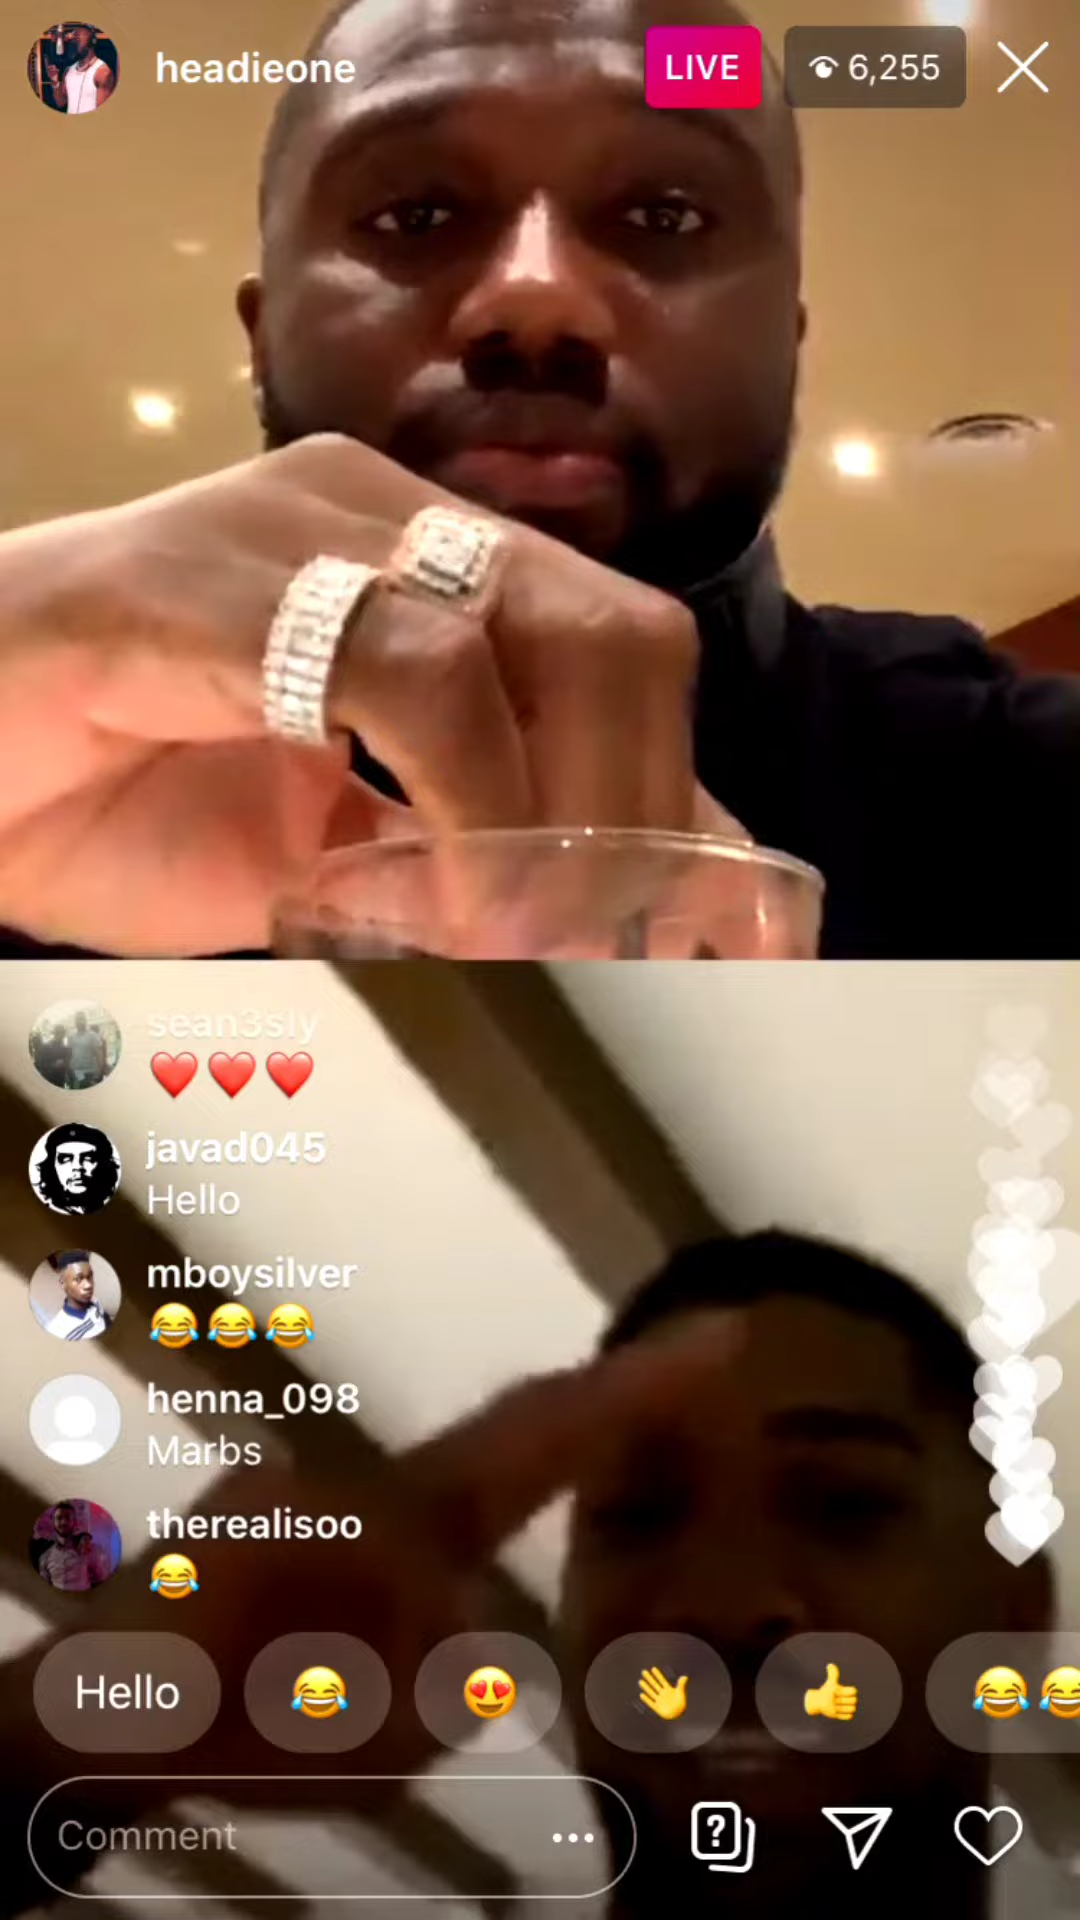 headieone
LIVE
6,255
sean3sly
❤️❤️❤️
javad045
Hello
mboysilver
😂😂😂
henna_098
Marbs
therealisoo
😂
Hello 😂 😍 👋 👍 😂😂
Comment